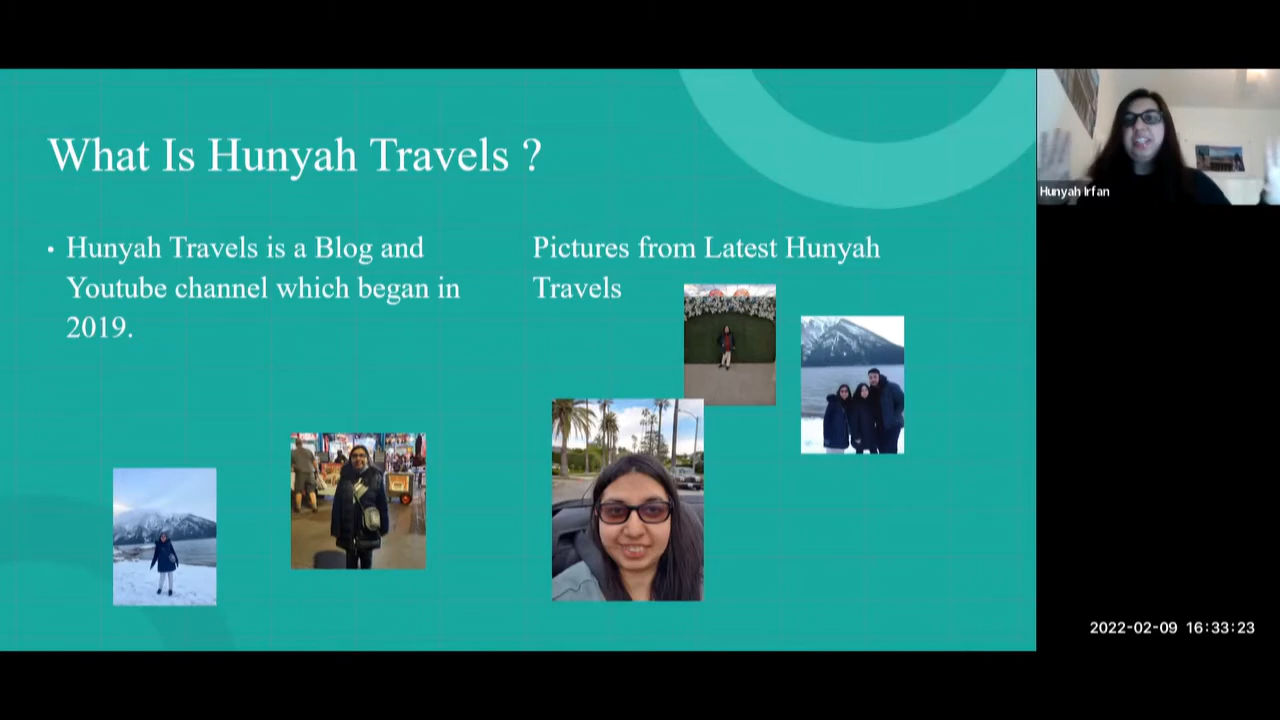 What Is Hunyah Travels ?
• Hunyah Travels is a Blog and
Youtube channel which began in
2019.
Pictures from Latest Hunyah
Travels
Hunyah Irfan
2022-02-09 16:33:23